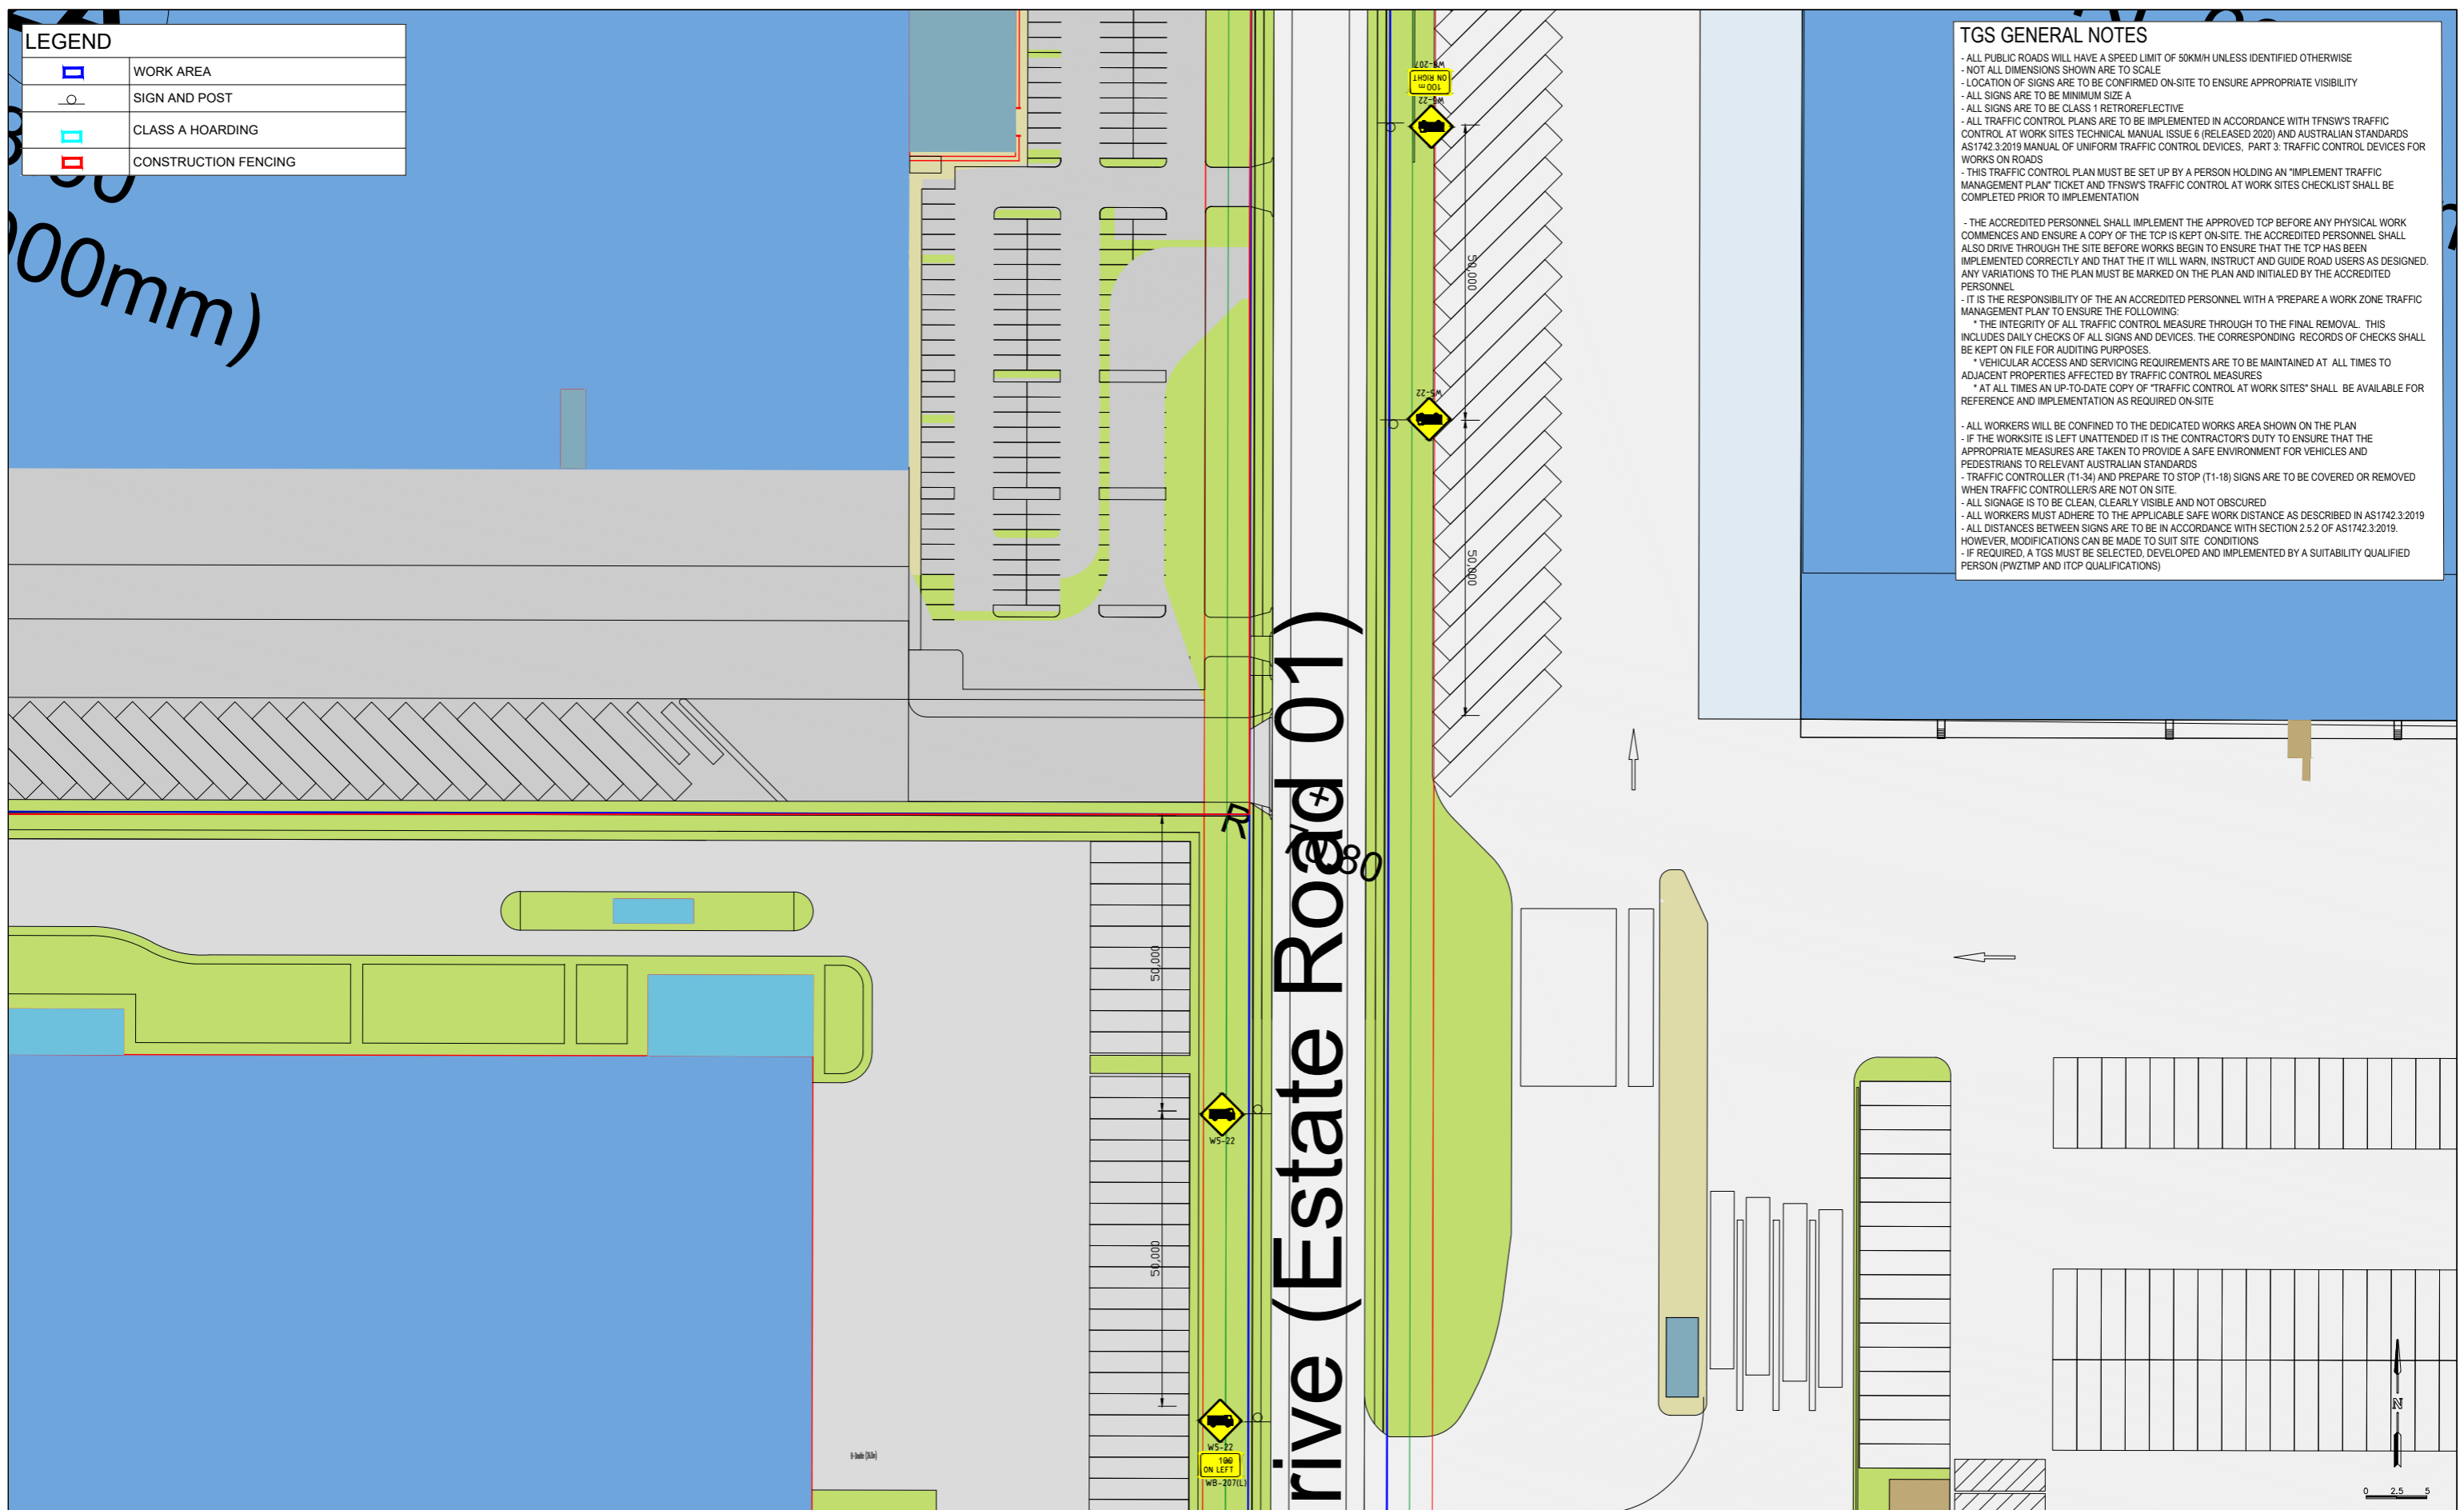 LEGEND
WORK AREA
SIGN AND POST
CLASS A HOARDING
CONSTRUCTION FENCING
00mm)
TGS GENERAL NOTES
- ALL PUBLIC ROADS WILL HAVE A SPEED LIMIT OF 50KM/H UNLESS IDENTIFIED OTHERWISE
- NOT ALL DIMENSIONS SHOWN ARE TO SCALE
- LOCATION OF SIGNS ARE TO BE CONFIRMED ON-SITE TO ENSURE APPROPRIATE VISIBILITY
- ALL SIGNS ARE TO BE MINIMUM SIZE A
- ALL SIGNS ARE TO BE CLASS 1 RETROREFLECTIVE
- ALL TRAFFIC CONTROL PLANS ARE TO BE IMPLEMENTED IN ACCORDANCE WITH TFNSW'S TRAFFIC
CONTROL AT WORK SITES TECHNICAL MANUAL ISSUE 6 (RELEASED 2020) AND AUSTRALIAN STANDARDS
AS1742.3:2019 MANUAL OF UNIFORM TRAFFIC CONTROL DEVICES, PART 3: TRAFFIC CONTROL DEVICES FOR
WORKS ON ROADS
- THIS TRAFFIC CONTROL PLAN MUST BE SET UP BY A PERSON HOLDING AN "IMPLEMENT TRAFFIC
MANAGEMENT PLAN" TICKET AND TFNSW'S TRAFFIC CONTROL AT WORK SITES CHECKLIST SHALL BE
COMPLETED PRIOR TO IMPLEMENTATION
- THE ACCREDITED PERSONNEL SHALL IMPLEMENT THE APPROVED TCP BEFORE ANY PHYSICAL WORK
COMMENCES AND ENSURE A COPY OF THE TCP IS KEPT ON-SITE. THE ACCREDITED PERSONNEL SHALL
ALSO DRIVE THROUGH THE SITE BEFORE WORKS BEGIN TO ENSURE THAT THE TCP HAS BEEN
IMPLEMENTED CORRECTLY AND THAT THE IT WILL WARN, INSTRUCT AND GUIDE ROAD USERS AS DESIGNED.
ANY VARIATIONS TO THE PLAN MUST BE MARKED ON THE PLAN AND INITIALED BY THE ACCREDITED
PERSONNEL
- IT IS THE RESPONSIBILITY OF THE AN ACCREDITED PERSONNEL WITH A 'PREPARE A WORK ZONE TRAFFIC
MANAGEMENT PLAN' TO ENSURE THE FOLLOWING:
* THE INTEGRITY OF ALL TRAFFIC CONTROL MEASURE THROUGH TO THE FINAL REMOVAL. THIS
INCLUDES DAILY CHECKS OF ALL SIGNS AND DEVICES. THE CORRESPONDING RECORDS OF CHECKS SHALL
BE KEPT ON FILE FOR AUDITING PURPOSES.
* VEHICULAR ACCESS AND SERVICING REQUIREMENTS ARE TO BE MAINTAINED AT ALL TIMES TO
ADJACENT PROPERTIES AFFECTED BY TRAFFIC CONTROL MEASURES
* AT ALL TIMES AN UP-TO-DATE COPY OF "TRAFFIC CONTROL AT WORK SITES" SHALL BE AVAILABLE FOR
REFERENCE AND IMPLEMENTATION AS REQUIRED ON-SITE
- ALL WORKERS WILL BE CONFINED TO THE DEDICATED WORKS AREA SHOWN ON THE PLAN
- IF THE WORKSITE IS LEFT UNATTENDED IT IS THE CONTRACTOR'S DUTY TO ENSURE THAT THE
APPROPRIATE MEASURES ARE TAKEN TO PROVIDE A SAFE ENVIRONMENT FOR VEHICLES AND
PEDESTRIANS TO RELEVANT AUSTRALIAN STANDARDS
- TRAFFIC CONTROLLER (T1-34) AND PREPARE TO STOP (T1-18) SIGNS ARE TO BE COVERED OR REMOVED
WHEN TRAFFIC CONTROLLER/S ARE NOT ON SITE.
- ALL SIGNAGE IS TO BE CLEAN, CLEARLY VISIBLE AND NOT OBSCURED
- ALL WORKERS MUST ADHERE TO THE APPLICABLE SAFE WORK DISTANCE AS DESCRIBED IN AS1742.3:2019
- ALL DISTANCES BETWEEN SIGNS ARE TO BE IN ACCORDANCE WITH SECTION 2.5.2 OF AS1742.3:2019.
HOWEVER, MODIFICATIONS CAN BE MADE TO SUIT SITE CONDITIONS
- IF REQUIRED, A TGS MUST BE SELECTED, DEVELOPED AND IMPLEMENTED BY A SUITABILITY QUALIFIED
PERSON (PWZTMP AND ITCP QUALIFICATIONS)
W8-207
100 m
ON RIGHT
W5-22
50,000
W5-22
50,000
rive (Estate Road 01)
R
80
50,000
W5-22
50,000
W5-22
100
ON LEFT
W8-207(L)
N
0 2.5 5